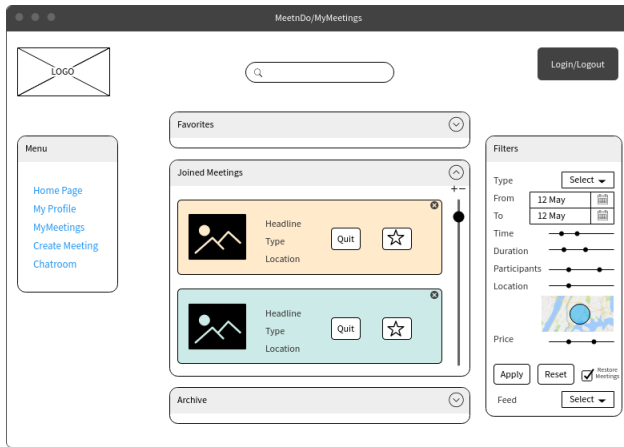 MeetnDo/MyMeetings
LOGO
Login/Logout
Menu
Home Page
My Profile
MyMeetings
Create Meeting
Chatroom
Favorites
Joined Meetings
+−
Headline
Type
Quit
Location
Headline
Type
Quit
Location
Archive
Filters
Type Select
From 12 May
To 12 May
Time
Duration
Participants
Location
Price
Apply Reset Restore Meetings
Feed Select